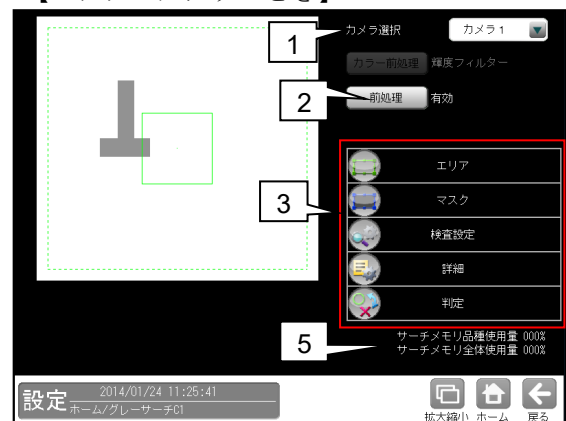 1
カメラ選択
カメラ1
カラー前処理
輝度フィルター
2
前処理
有効
3
エリア
マスク
検査設定
詳細
判定
5
サーチメモリ品種使用量 000%
サーチメモリ全体使用量 000%
設定
2014/01/24 11:25:41
ホーム/グレーサーチC1
拡大縮小
ホーム
戻る